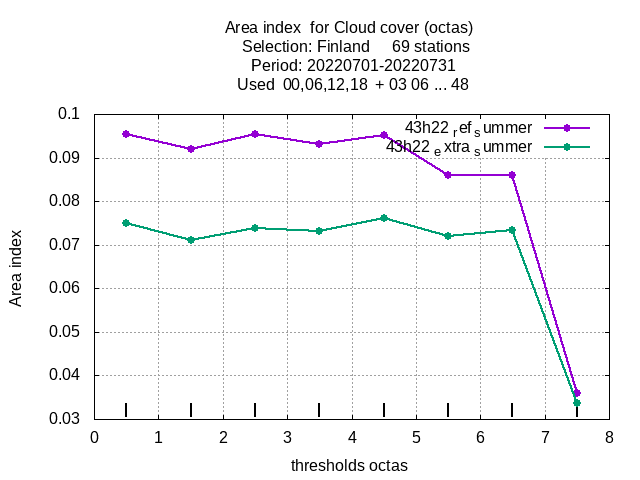 Area index  for Cloud cover (octas)
Selection: Finland     69 stations
Period: 20220701-20220731
Used  00,06,12,18  + 03 06 ... 48
0.1
43h22 ref summer
0.09
43h22 extra summer
0.08
0.07
Area index
0.06
0.05
0.04
0.03
0 1 2 3 4 5 6 7 8
thresholds octas